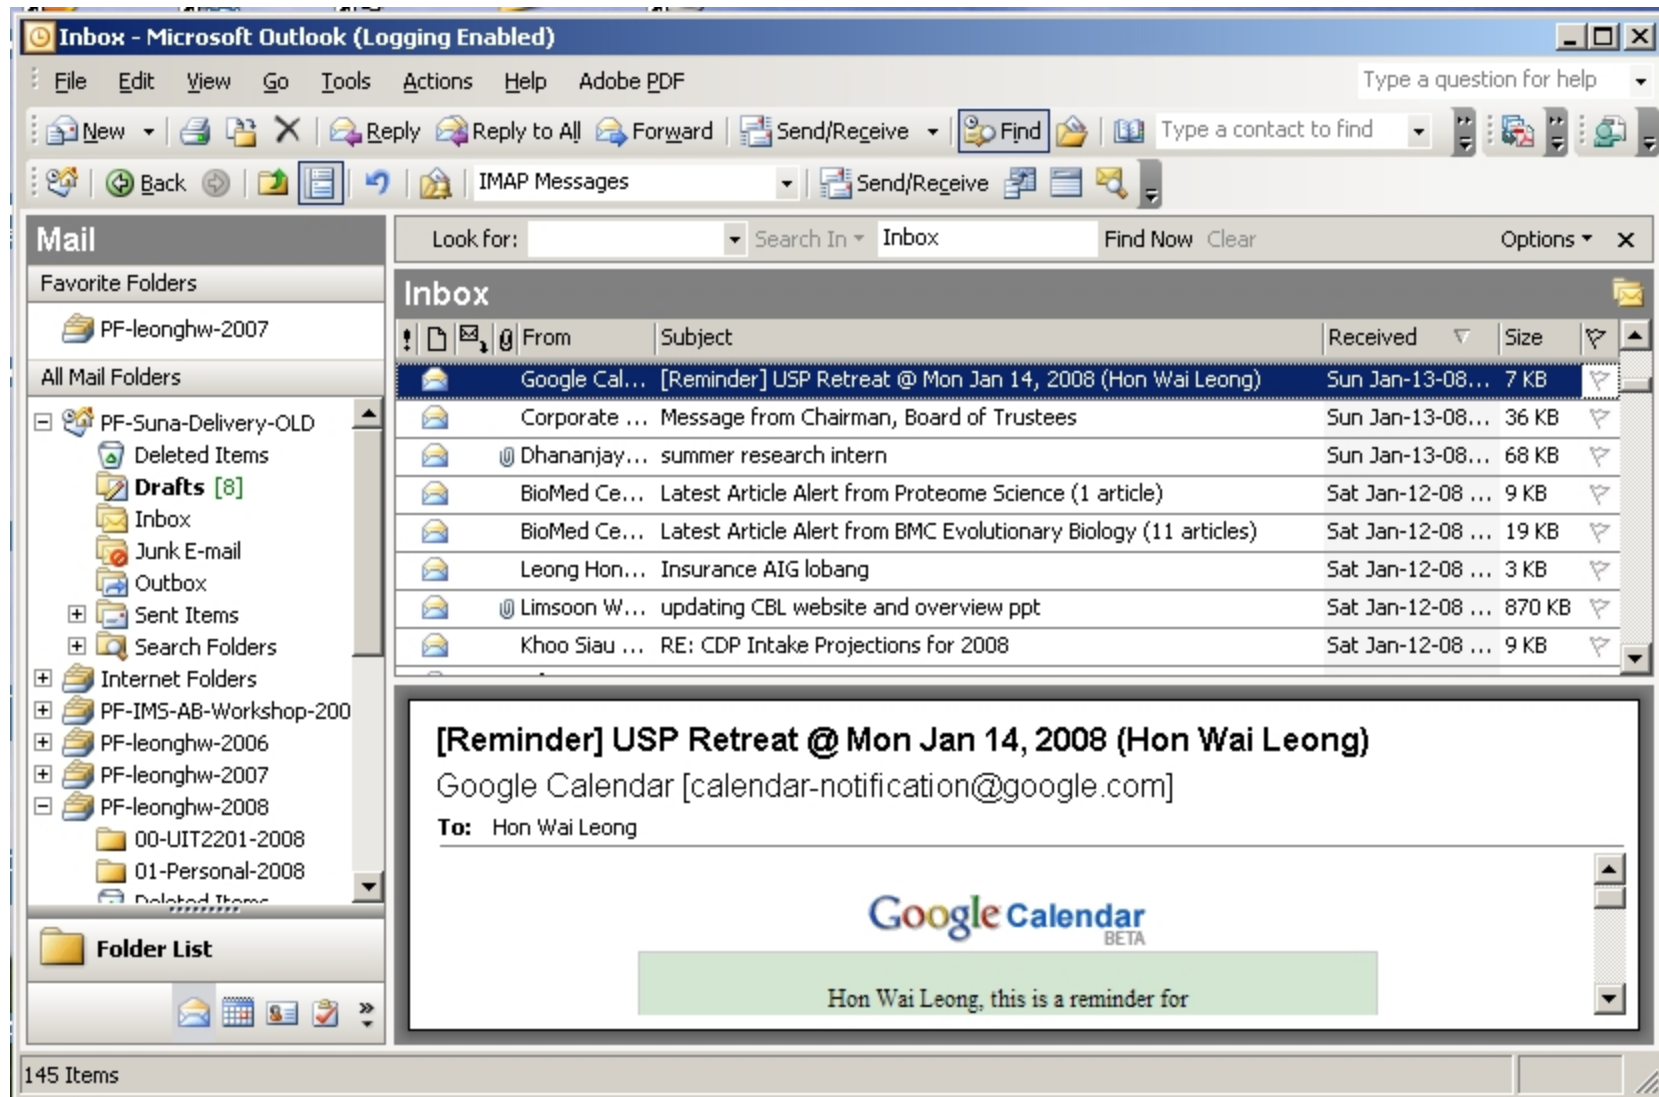 Inbox - Microsoft Outlook (Logging Enabled)
File Edit View Go Tools Actions Help Adobe PDF Type a question for help
New Reply Reply to All Forward Send/Receive Find Type a contact to find
Back IMAP Messages Send/Receive
Mail
Favorite Folders
PF-leonghw-2007
All Mail Folders
PF-Suna-Delivery-OLD
Deleted Items
Drafts [8]
Inbox
Junk E-mail
Outbox
Sent Items
Search Folders
Internet Folders
PF-IMS-AB-Workshop-200
PF-leonghw-2006
PF-leonghw-2007
PF-leonghw-2008
00-UIT2201-2008
01-Personal-2008
Deleted Items
Folder List
Look for: Search In Inbox Find Now Clear Options
Inbox
From Subject Received Size
Google Cal... [Reminder] USP Retreat @ Mon Jan 14, 2008 (Hon Wai Leong) Sun Jan-13-08... 7 KB
Corporate ... Message from Chairman, Board of Trustees Sun Jan-13-08... 36 KB
Dhananjay... summer research intern Sun Jan-13-08... 68 KB
BioMed Ce... Latest Article Alert from Proteome Science (1 article) Sat Jan-12-08 ... 9 KB
BioMed Ce... Latest Article Alert from BMC Evolutionary Biology (11 articles) Sat Jan-12-08 ... 19 KB
Leong Hon... Insurance AIG lobang Sat Jan-12-08 ... 3 KB
Limsoon W... updating CBL website and overview ppt Sat Jan-12-08 ... 870 KB
Khoo Siau ... RE: CDP Intake Projections for 2008 Sat Jan-12-08 ... 9 KB
[Reminder] USP Retreat @ Mon Jan 14, 2008 (Hon Wai Leong)
Google Calendar [calendar-notification@google.com]
To: Hon Wai Leong
Google Calendar
BETA
Hon Wai Leong, this is a reminder for
145 Items